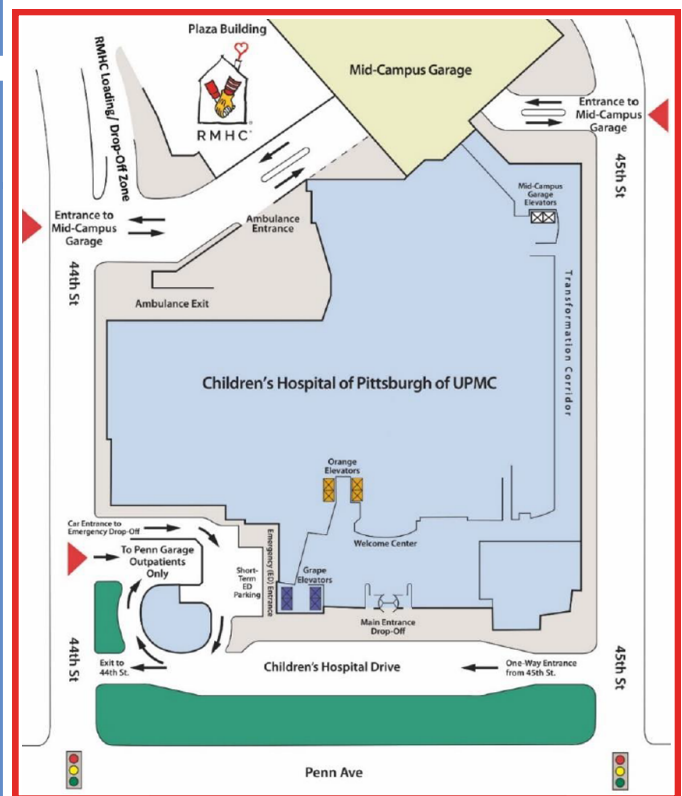 Plaza Building
RMHC Loading/ Drop-Off Zone
RMHC
Mid-Campus Garage
Entrance to
Mid-Campus
Garage
45th St
Mid-Campus
Garage
Elevators
Entrance to
Mid-Campus
Garage
Ambulance
Entrance
44th St
Ambulance Exit
Transformation Corridor
Children's Hospital of Pittsburgh of UPMC
Orange
Elevators
Car Entrance to
Emergency Drop-Off
To Penn Garage
Outpatients
Only
Short-
Term
ED
Parking
Emergency (ED) Entrance
Welcome Center
Grape
Elevators
Main Entrance
Drop-Off
44th St
Exit to
44th St.
Children's Hospital Drive
One-Way Entrance
from 45th St.
45th St
Penn Ave